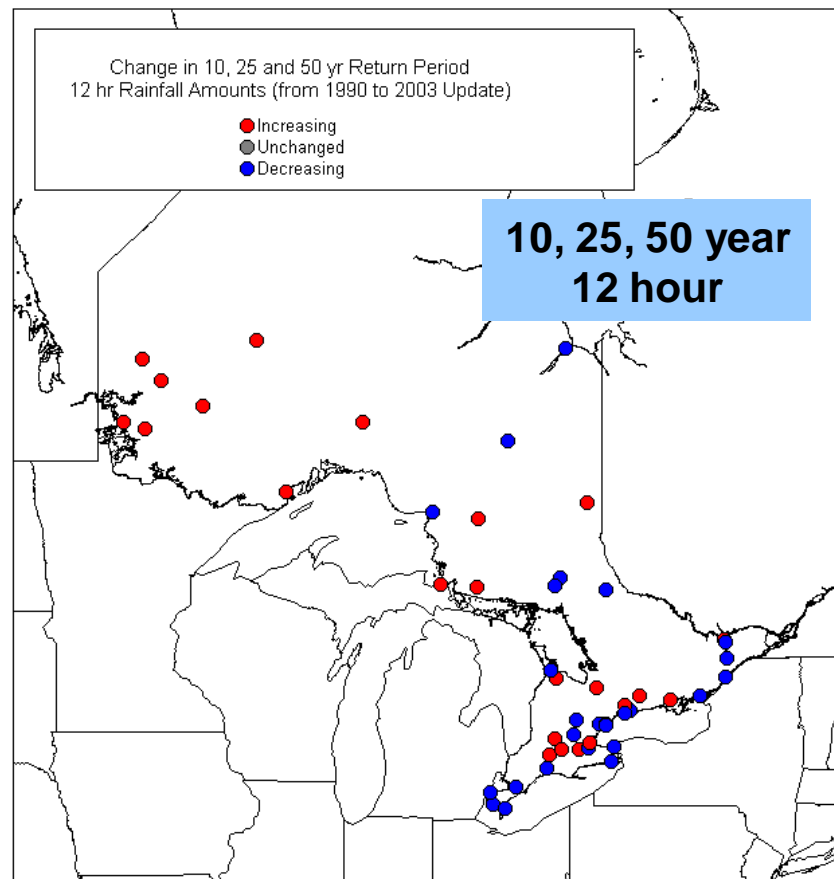 Change in 10, 25 and 50 yr Return Period
12 hr Rainfall Amounts (from 1990 to 2003 Update)
Increasing
Unchanged
Decreasing
10, 25, 50 year
12 hour